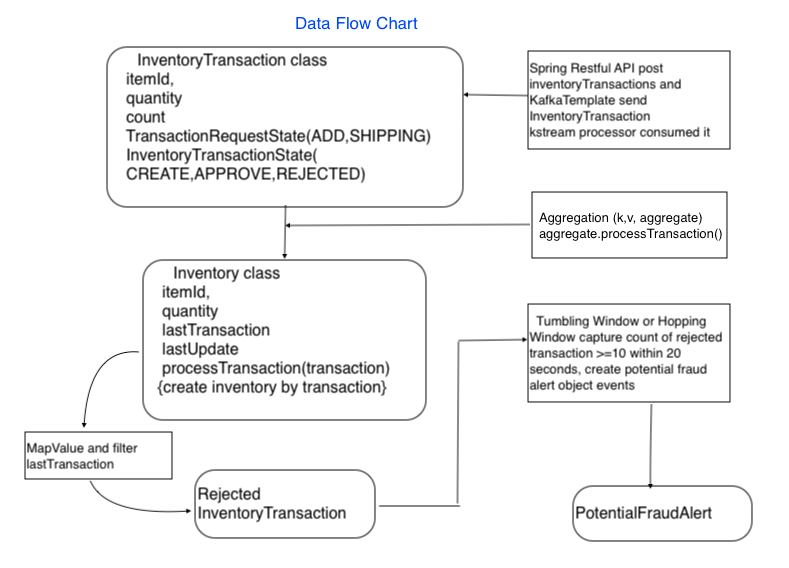 Data Flow Chart
InventoryTransaction class
itemId,
quantity
count
TransactionRequestState(ADD,SHIPPING)
InventoryTransactionState(
CREATE,APPROVE,REJECTED)
Spring Restful API post
inventoryTransactions and
KafkaTemplate send
InventoryTransaction
kstream processor consumed it
Aggregation (k,v, aggregate)
aggregate.processTransaction()
Inventory class
itemId,
quantity
lastTransaction
lastUpdate
processTransaction(transaction)
{create inventory by transaction}
Tumbling Window or Hopping
Window capture count of rejected
transaction >=10 within 20
seconds, create potential fraud
alert object events
MapValue and filter
lastTransaction
Rejected
InventoryTransaction
PotentialFraudAlert